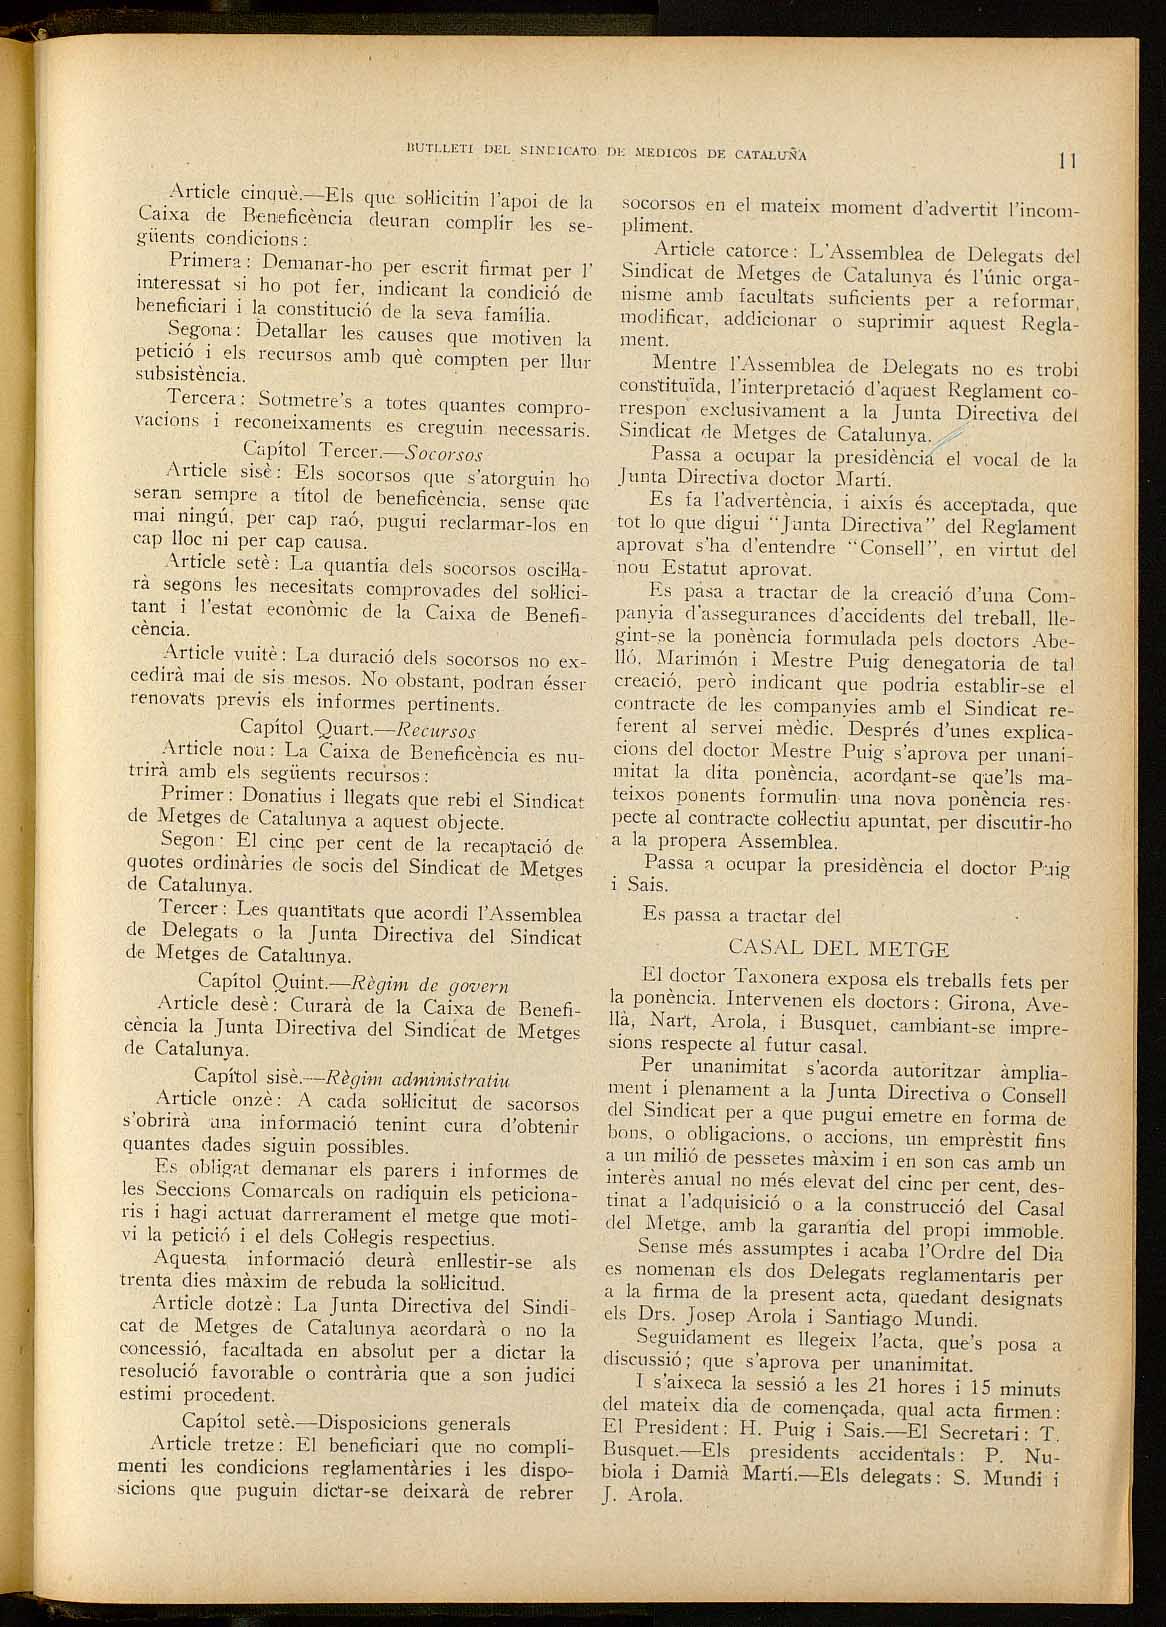 BUTLLETI DEL SINDICATO DE MEDICOS DE CATALUÑA
11
Article cinquè.—Els que sol·licitin l'apoi de la
Caixa de Beneficència deuran complir les se-
güents condicions:
Primera: Demanar-ho per escrit firmat per l'
interessat si ho pot fer, indicant la condició de
beneficiari i la constitució de la seva família.
Segona: Detallar les causes que motiven la
petició i els recursos amb què compten per llur
subsistència.
Tercera: Sotmetre's a totes quantes compro-
vacions i reconeixaments es creguin necessaris.
Capítol Tercer.—Socorsos
Article sisè: Els socorsos que s'atorguin ho
seran sempre a títol de beneficència, sense que
mai ningú, per cap raó, pugui reclarmar-los en
cap lloc ni per cap causa.
Article setè: La quantia dels socorsos oscil·la-
rà segons les necesitats comprovades del sol·lici-
tant i l'estat econòmic de la Caixa de Benefi-
cència.
Article vuitè: La duració dels socorsos no ex-
cedirà mai de sis mesos. No obstant, podran ésser
renovats previs els informes pertinents.
Capítol Quart.—Recursos
Article nou: La Caixa de Beneficència es nu-
trirà amb els següents recursos:
Primer: Donatius i llegats que rebi el Sindicat
de Metges de Catalunya a aquest objecte.
Segon: El cinc per cent de la recaptació de
quotes ordinàries de socis del Sindicat de Metges
de Catalunya.
Tercer: Les quantitats que acordi l'Assemblea
de Delegats o la Junta Directiva del Sindicat
de Metges de Catalunya.
Capítol Quint.—Règim de govern
Article desè: Curarà de la Caixa de Benefi-
cència la Junta Directiva del Sindicat de Metges
de Catalunya.
Capítol sisè.—Règim administratiu
Article onzè: A cada sol·licitut de sacorsos
s'obrirà una informació tenint cura d'obtenir
quantes dades siguin possibles.
Es obligat demanar els parers i informes de
les Seccions Comarcals on radiquin els peticiona-
ris i hagi actuat darrerament el metge que moti-
vi la petició i el dels Col·legis respectius.
Aquesta informació deurà enllestir-se als
trenta dies màxim de rebuda la sol·licitud.
Article dotzè: La Junta Directiva del Sindi-
cat de Metges de Catalunya acordarà o no la
concessió, facultada en absolut per a dictar la
resolució favorable o contrària que a son judici
estimi procedent.
Capítol setè.—Disposicions generals
Article tretze: El beneficiari que no compli-
menti les condicions reglamentàries i les dispo-
sicions que puguin dictar-se deixarà de rebrer
socorsos en el mateix moment d'advertit l'incom-
pliment.
Article catorce: L'Assemblea de Delegats del
Sindicat de Metges de Catalunya és l'únic orga-
nisme amb facultats suficients per a reformar,
modificar, addicionar o suprimir aquest Regla-
ment.
Mentre l'Assemblea de Delegats no es trobi
constituïda, l'interpretació d'aquest Reglament co-
rrespon exclusivament a la Junta Directiva del
Sindicat de Metges de Catalunya.
Passa a ocupar la presidència el vocal de la
Junta Directiva doctor Martí.
Es fa l'advertència, i aixís és acceptada, que
tot lo que digui "Junta Directiva" del Reglament
aprovat s'ha d'entendre "Consell", en virtut del
nou Estatut aprovat.
Es pasa a tractar de la creació d'una Com-
panyia d'assegurances d'accidents del treball, lle-
gint-se la ponència formulada pels doctors Abe-
lló, Marimón i Mestre Puig denegatoria de tal
creació, però indicant que podria establir-se el
contracte de les companyies amb el Sindicat re-
ferent al servei mèdic. Després d'unes explica-
cions del doctor Mestre Puig s'aprova per unani-
mitat la dita ponència, acordant-se que'ls ma-
teixos ponents formulin una nova ponència res-
pecte al contracte col·lectiu apuntat, per discutir-ho
a la propera Assemblea.
Passa a ocupar la presidència el doctor Puig
i Sais.
Es passa a tractar del
CASAL DEL METGE
El doctor Taxonera exposa els treballs fets per
la ponència. Intervenen els doctors: Girona, Ave-
llà, Nart, Arola, i Busquet, cambiant-se impre-
sions respecte al futur casal.
Per unanimitat s'acorda autoritzar àmplia-
ment i plenament a la Junta Directiva o Consell
del Sindicat per a que pugui emetre en forma de
bons, o obligacions, o accions, un emprèstit fins
a un milió de pessetes màxim i en son cas amb un
interès anual no més elevat del cinc per cent, des-
tinat a l'adquisició o a la construcció del Casal
del Metge, amb la garantia del propi immoble.
Sense més assumptes i acaba l'Ordre del Dia
es nomenan els dos Delegats reglamentaris per
a la firma de la present acta, quedant designats
els Drs. Josep Arola i Santiago Mundi.
Seguidament es llegeix l'acta, que's posa a
discussió; que s'aprova per unanimitat.
I s'aixeca la sessió a les 21 hores i 15 minuts
del mateix dia de començada, qual acta firmen:
El President: H. Puig i Sais.—El Secretari: T.
Busquet.—Els presidents accidentals: P. Nu-
biola i Damià Martí.—Els delegats: S. Mundi i
J. Arola.